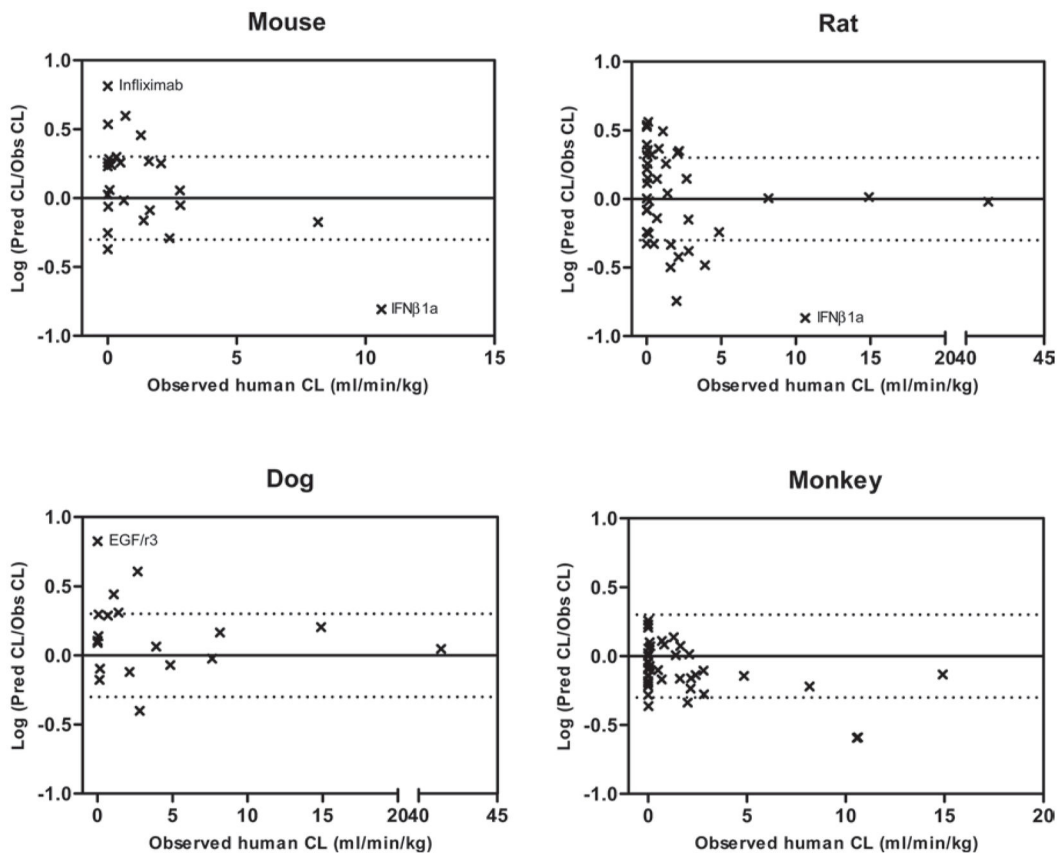 Mouse
1.0
0.5
0.0
-0.5
-1.0
Log (Pred CL/Obs CL)
Infliximab
IFNβ1a
0 5 10 15
Observed human CL (ml/min/kg)
Rat
1.0
0.5
0.0
-0.5
-1.0
Log (Pred CL/Obs CL)
IFNβ1a
0 5 10 15 20 40 45
Observed human CL (ml/min/kg)
Dog
1.0
0.5
0.0
-0.5
-1.0
Log (Pred CL/Obs CL)
EGF/r3
0 5 10 15 20 40 45
Observed human CL (ml/min/kg)
Monkey
1.0
0.5
0.0
-0.5
-1.0
Log (Pred CL/Obs CL)
0 5 10 15 20
Observed human CL (ml/min/kg)